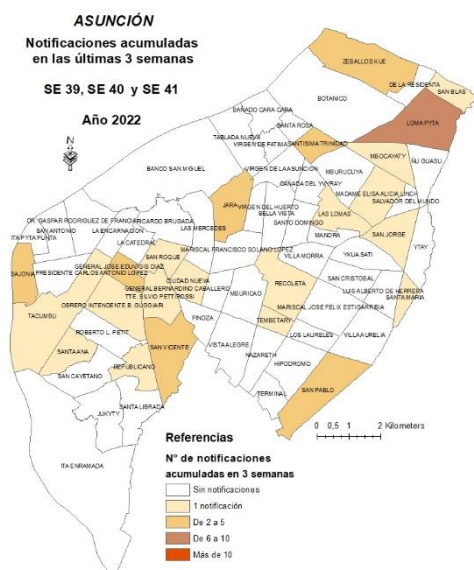 ASUNCIÓN
Notificaciones acumuladas
en las últimas 3 semanas
SE 39, SE 40 y SE 41
Año 2022
N
ZEBALLOS KUE
DE LA RESIDENTA
SAN BLAS
BOTANICO
LOMA PYTA
BAÑADO CARA CARA
SANTA ROSA
TABLADA NUEVA
VIRGEN DE FATIMA
SANTISIMA TRINIDAD
MBOCAYATY
ÑU GUASU
BANCO SAN MIGUEL
VIRGEN DE LA ASUNCION
MBURUCUYA
CAÑADA DEL YBYRAY
MADAME ELISA ALICIA LYNCH
SALVADOR DEL MUNDO
JARA
VIRGEN DEL HUERTO
LAS LOMAS
BELLA VISTA
SANTO DOMINGO
DR. GASPAR RODRIGUEZ DE FRANCIA
RICARDO BRUGADA
SAN ANTONIO
LA ENCARNACION
LAS MERCEDES
ITA PYTA PUNTA
MANORA
SAN JORGE
LA CATEDRAL
MARISCAL FRANCISCO SOLANO LOPEZ
YTAY
SAN ROQUE
VILLA MORRA
YKUA SATI
SAJONIA
PRESIDENTE CARLOS ANTONIO LOPEZ
GENERAL JOSE EDUVIGIS DIAZ
CIUDAD NUEVA
SAN CRISTOBAL
GENERAL BERNARDINO CABALLERO
RECOLETA
LUIS ALBERTO DE HERRERA
TTE. SILVIO PETTIROSSI
MBURICAO
MARISCAL JOSE FELIX ESTIGARRIBIA
SANTA MARIA
OBRERO INTENDENTE B. GUGGIARI
TACUMBU
PINOZA
TEMBETARY
ROBERTO L. PETIT
LOS LAURELES
VILLA AURELIA
SAN VICENTE
VISTA ALEGRE
SANTA ANA
NAZARETH
HIPODROMO
REPUBLICANO
SAN CAYETANO
TERMINAL
SAN PABLO
JUKYTY
SANTA LIBRADA
ITA ENRAMADA
0 0,5 1 2 Kilometers
Referencias
N° de notificaciones
acumuladas en 3 semanas
Sin notificaciones
1 notificación
De 2 a 5
De 6 a 10
Más de 10